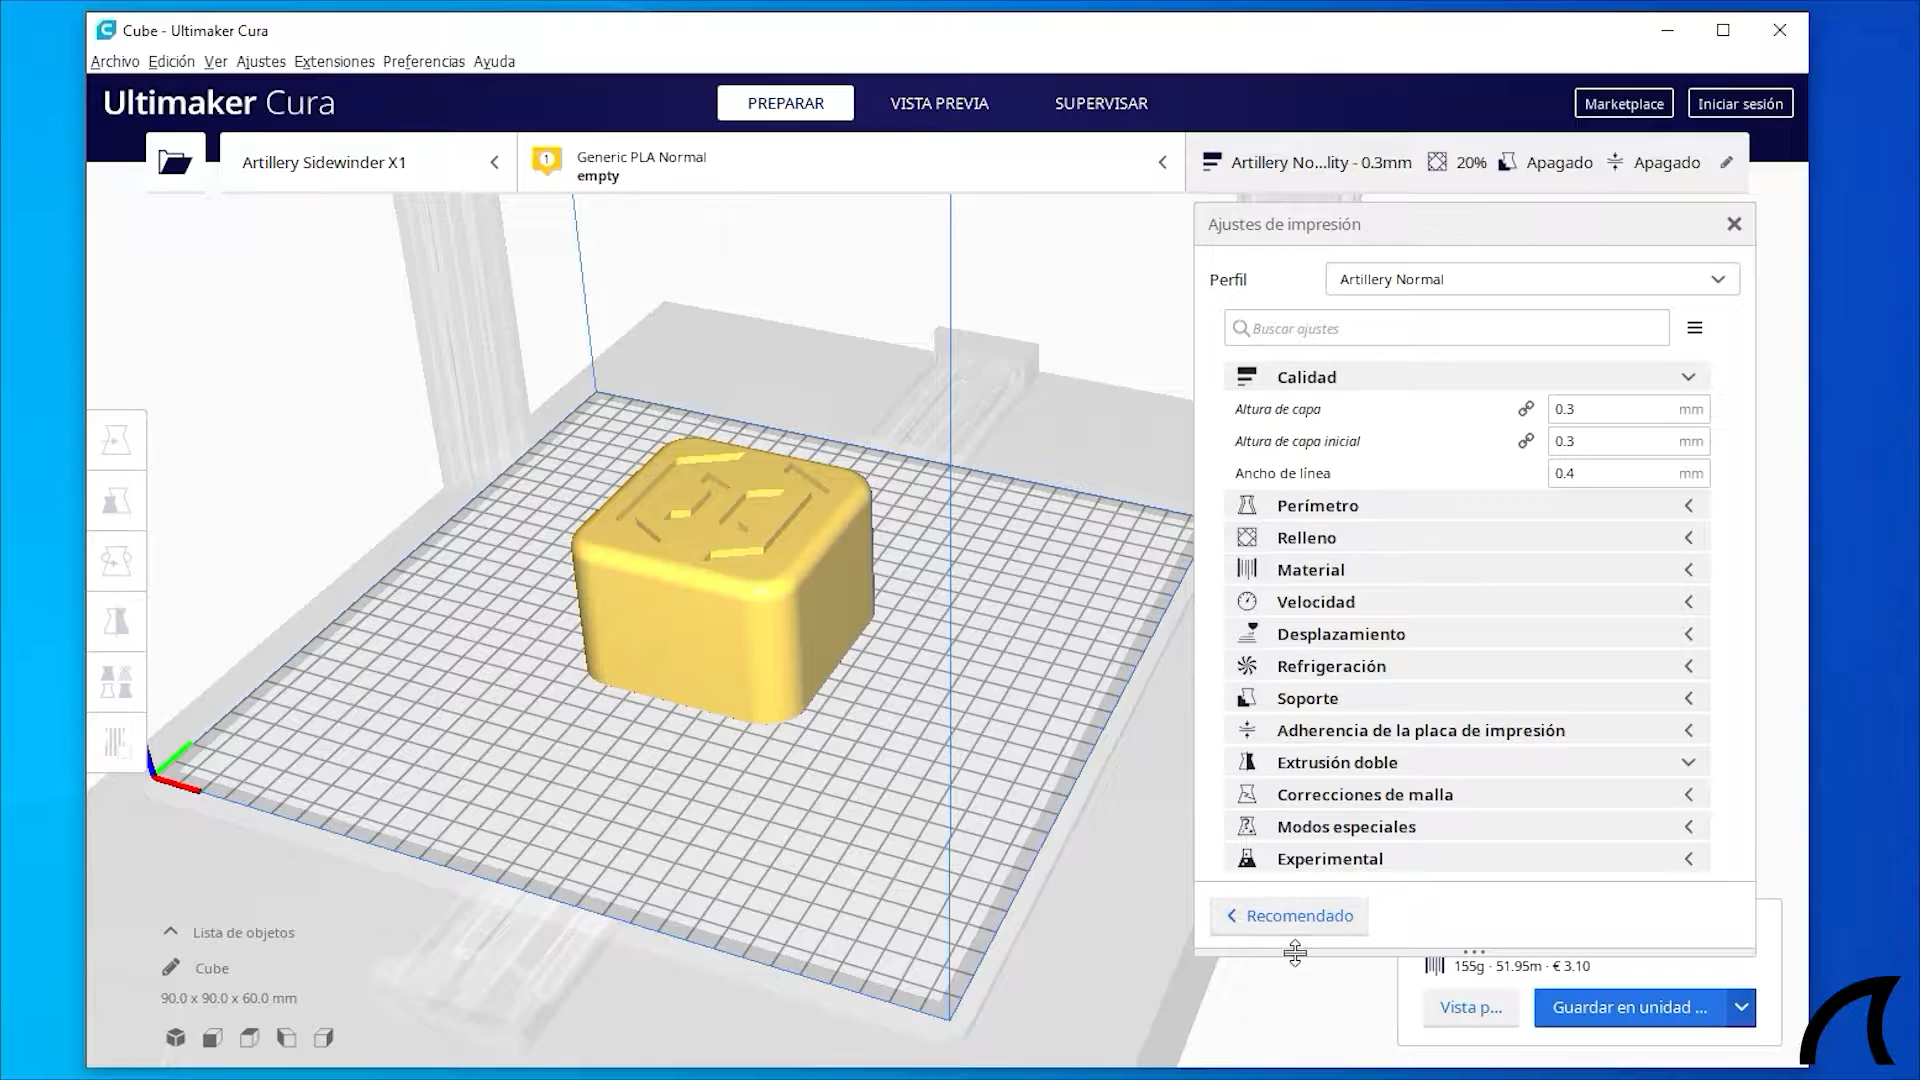 Cube - Ultimaker Cura
Archivo Edición Ver Ajustes Extensiones Preferencias Ayuda
Ultimaker Cura
PREPARAR
VISTA PREVIA
SUPERVISAR
Marketplace
Iniciar sesión
Artillery Sidewinder X1
1
Generic PLA Normal
empty
Artillery No...lity - 0.3mm
20%
Apagado
Apagado
Ajustes de impresión
Perfil
Artillery Normal
Buscar ajustes
Calidad
Altura de capa
0.3 mm
Altura de capa inicial
0.3 mm
Ancho de línea
0.4 mm
Perímetro
Relleno
Material
Velocidad
Desplazamiento
Refrigeración
Soporte
Adherencia de la placa de impresión
Extrusión doble
Correcciones de malla
Modos especiales
Experimental
Recomendado
Lista de objetos
Cube
90.0 x 90.0 x 60.0 mm
155g · 51.95m · € 3.10
Vista p...
Guardar en unidad ...